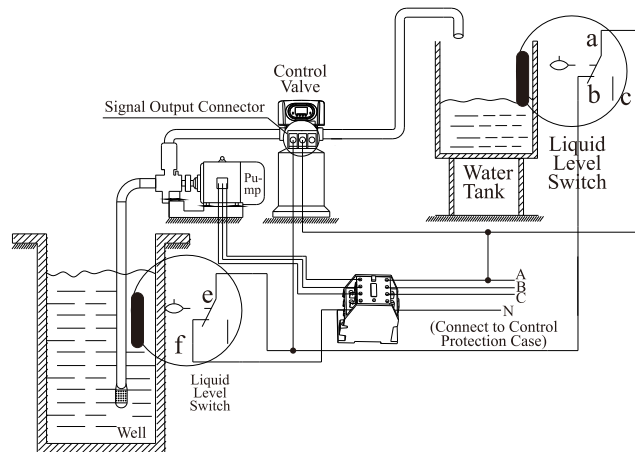 Control
Valve
Signal Output Connector
Pu-
mp
a
b
c
Liquid
Level
Switch
Water
Tank
A
B
C
N
(Connect to Control
Protection Case)
e
f
Liquid
Level
Switch
Well